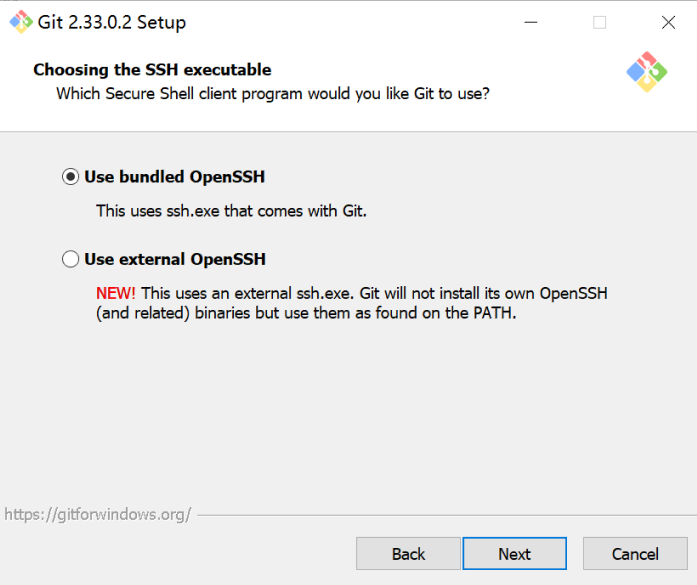 Git 2.33.0.2 Setup
Choosing the SSH executable
Which Secure Shell client program would you like Git to use?
Use bundled OpenSSH
This uses ssh.exe that comes with Git.
Use external OpenSSH
NEW! This uses an external ssh.exe. Git will not install its own OpenSSH
(and related) binaries but use them as found on the PATH.
https://gitforwindows.org/
Back Next Cancel